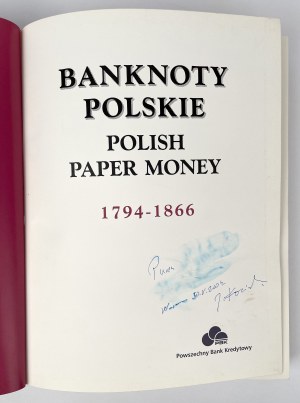 BANKNOTY
POLSKIE
POLISH
PAPER MONEY
1794-1866
Powszechny Bank Kredytowy